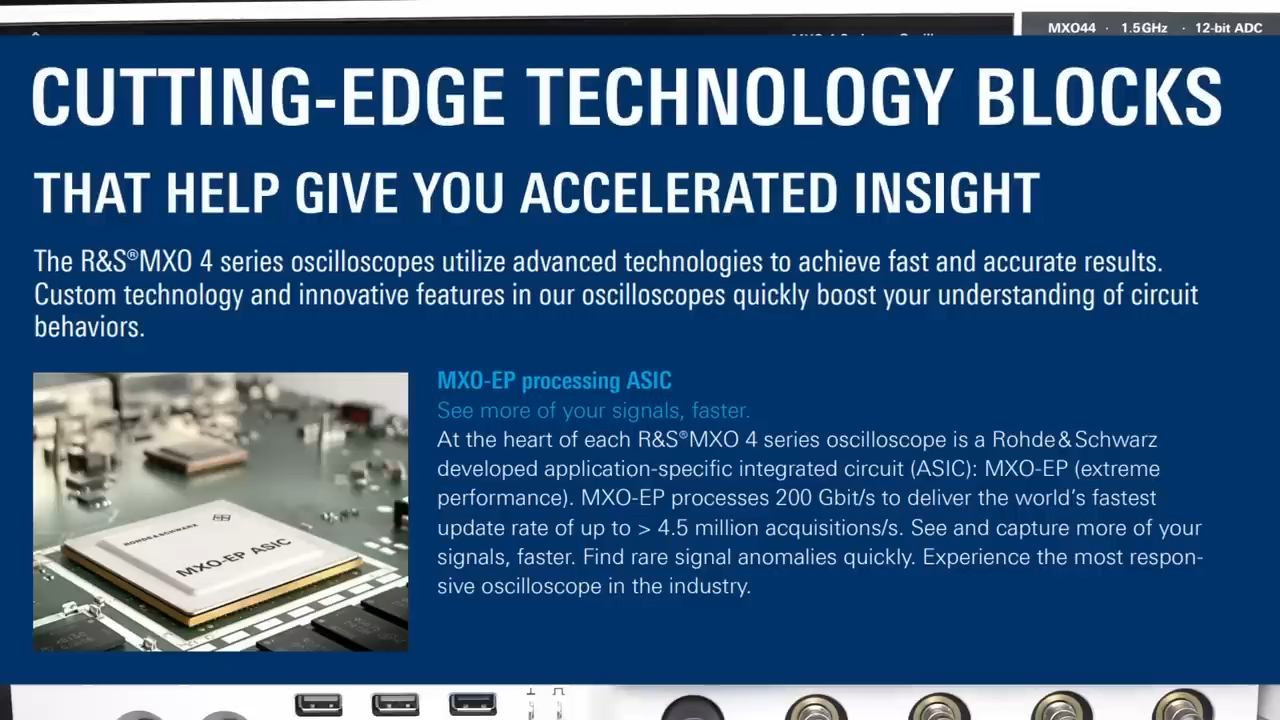 MXO44 · 1.5 GHz · 12-bit ADC
CUTTING-EDGE TECHNOLOGY BLOCKS
THAT HELP GIVE YOU ACCELERATED INSIGHT
The R&S®MXO 4 series oscilloscopes utilize advanced technologies to achieve fast and accurate results.
Custom technology and innovative features in our oscilloscopes quickly boost your understanding of circuit
behaviors.
MXO-EP processing ASIC
See more of your signals, faster.
At the heart of each R&S®MXO 4 series oscilloscope is a Rohde & Schwarz
developed application-specific integrated circuit (ASIC): MXO-EP (extreme
performance). MXO-EP processes 200 Gbit/s to deliver the world's fastest
update rate of up to > 4.5 million acquisitions/s. See and capture more of your
signals, faster. Find rare signal anomalies quickly. Experience the most respon-
sive oscilloscope in the industry.
ROHDE&SCHWARZ
MXO-EP ASIC